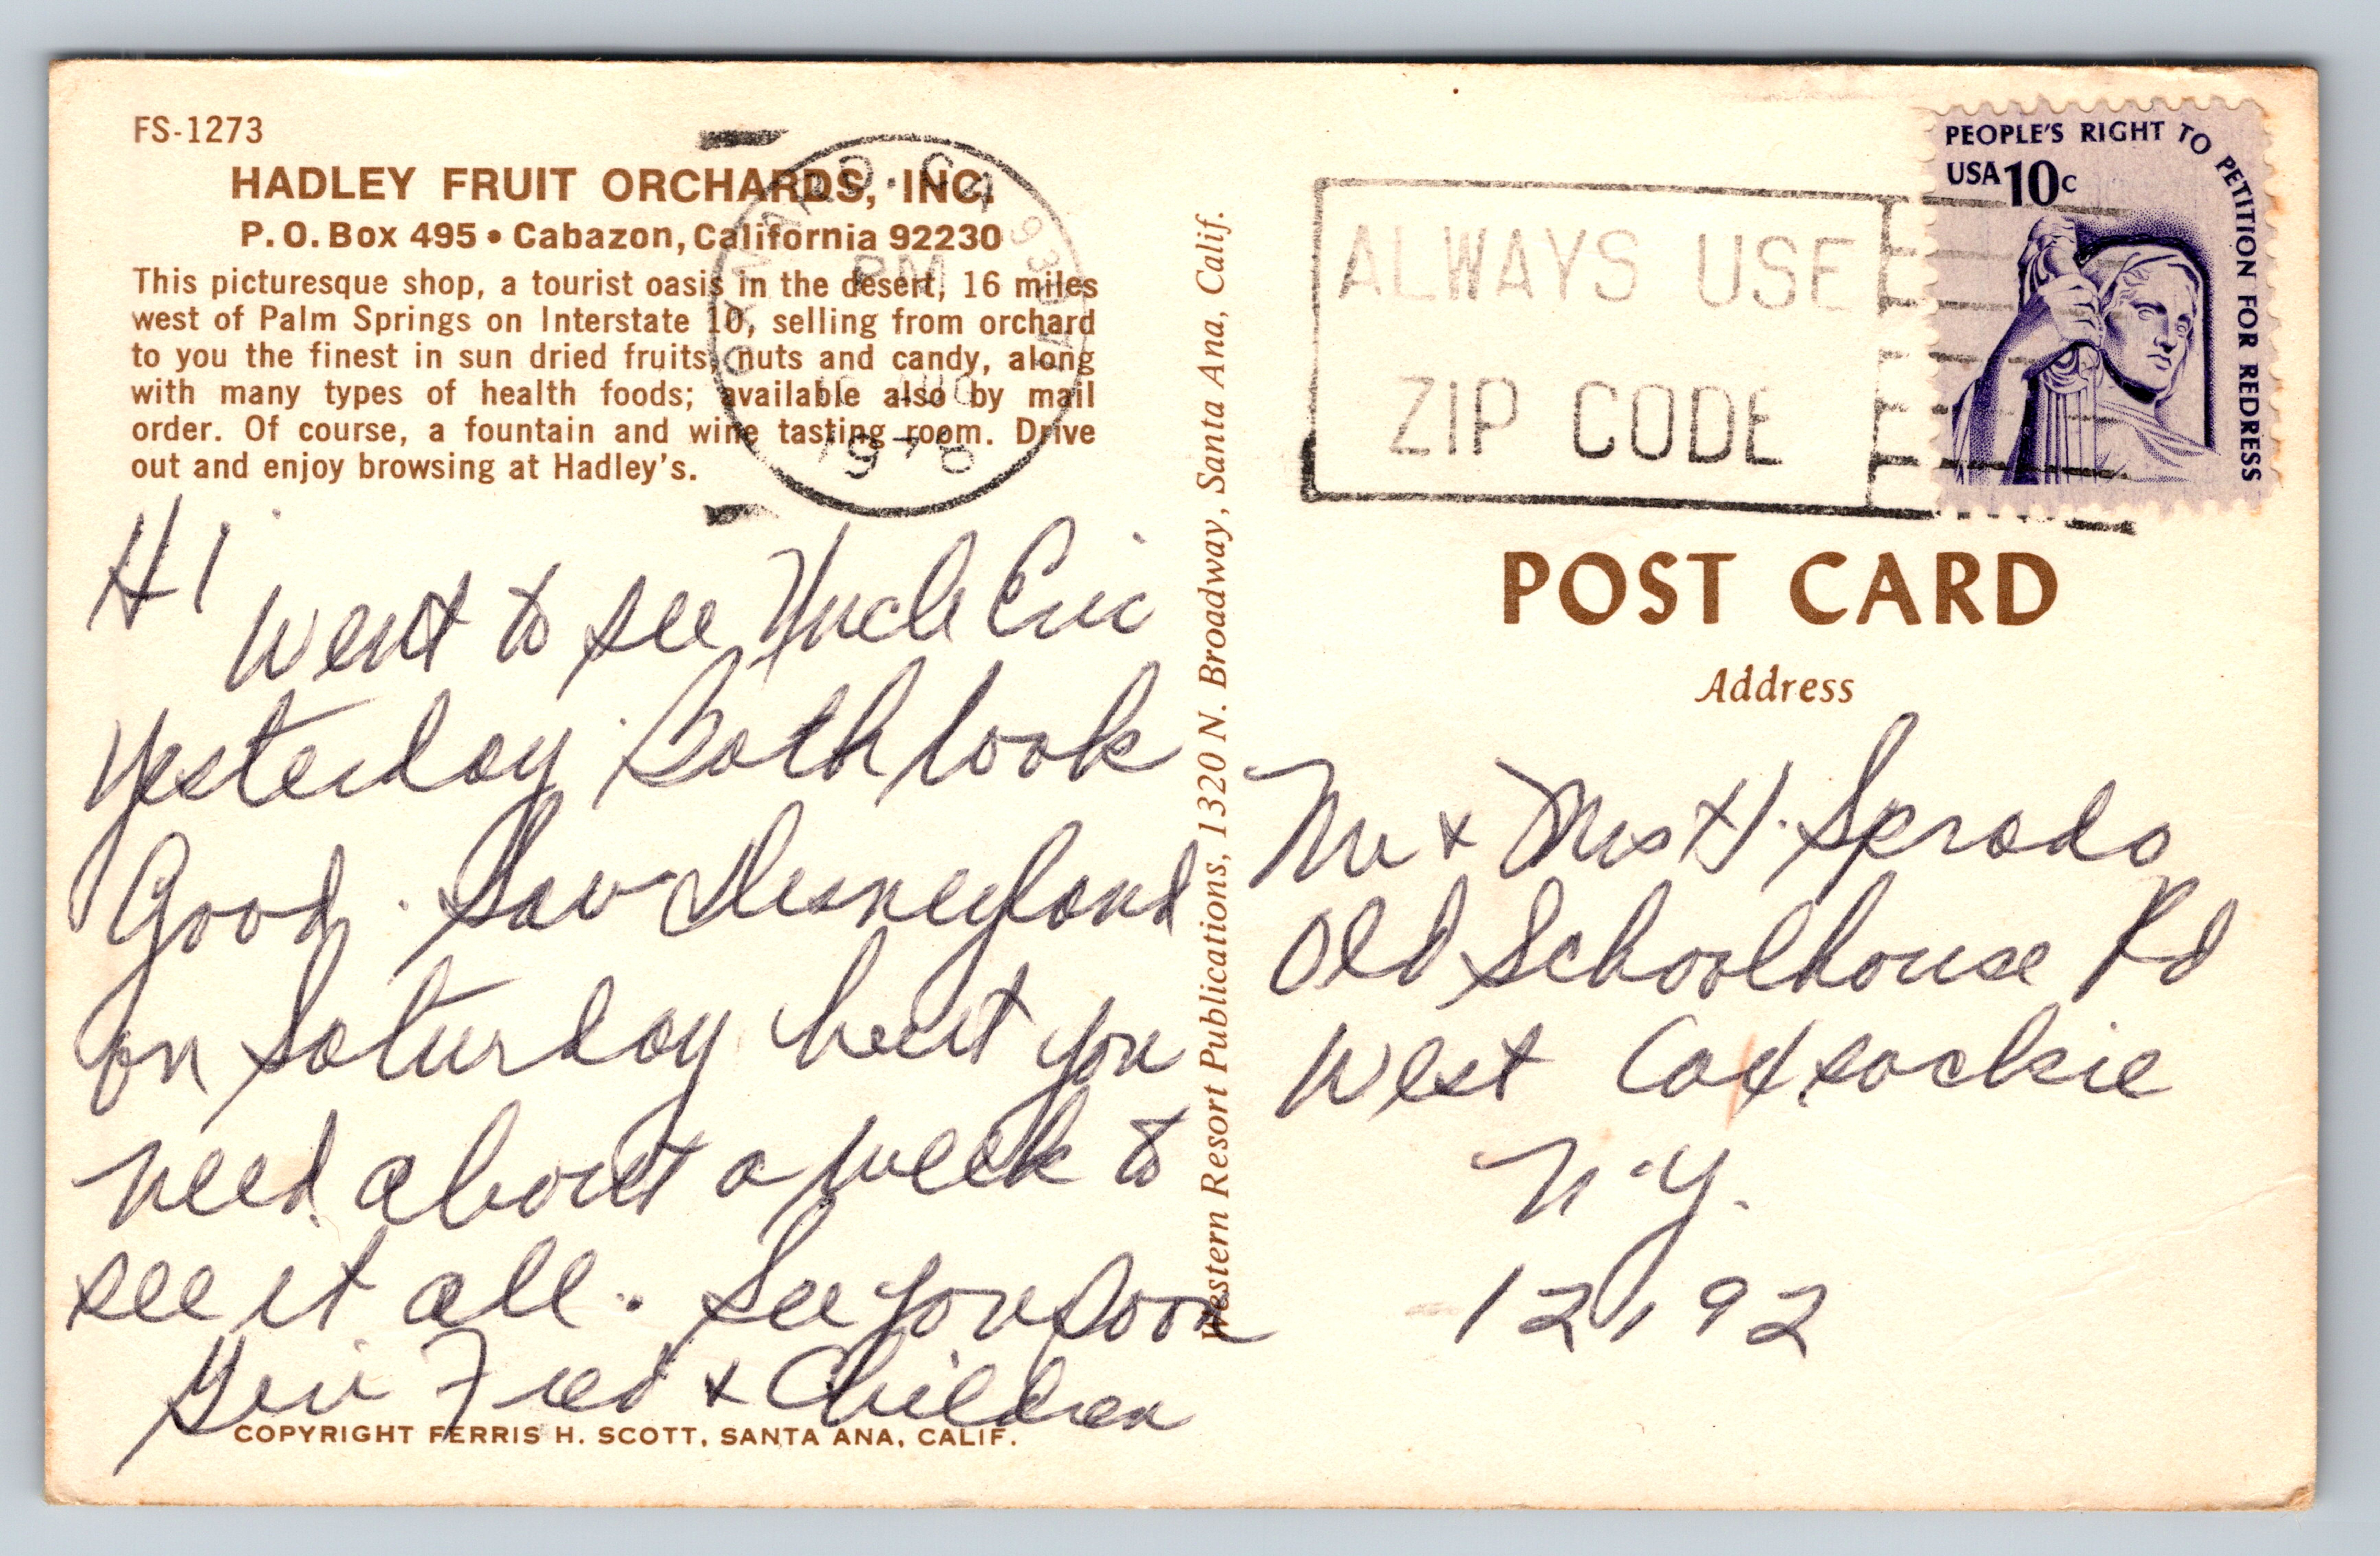 FS-1273
HADLEY FRUIT ORCHARDS, INC.
P. O. Box 495 • Cabazon, California 92230
This picturesque shop, a tourist oasis in the desert, 16 miles
west of Palm Springs on Interstate 10, selling from orchard
to you the finest in sun dried fruits, nuts and candy, along
with many types of health foods; available also by mail
order. Of course, a fountain and wine tasting room. Drive
out and enjoy browsing at Hadley's.
OXNARD, CA
PM
AUG
1976
Hi
Went to see Uncle Eric
Yesterday. Both look
Good. Saw Disneyland
on Saturday but you
need about a week to
see it all. See you soon
Fred & Children
COPYRIGHT FERRIS H. SCOTT, SANTA ANA, CALIF.
Western Resort Publications, 1320 N. Broadway, Santa Ana, Calif.
ALWAYS USE
ZIP CODE
PEOPLE'S RIGHT TO PETITION FOR REDRESS
USA 10c
POST CARD
Address
Mr & Mrs H. Sprado
Old Schoolhouse Rd
West Coxsackie
N.Y.
12192